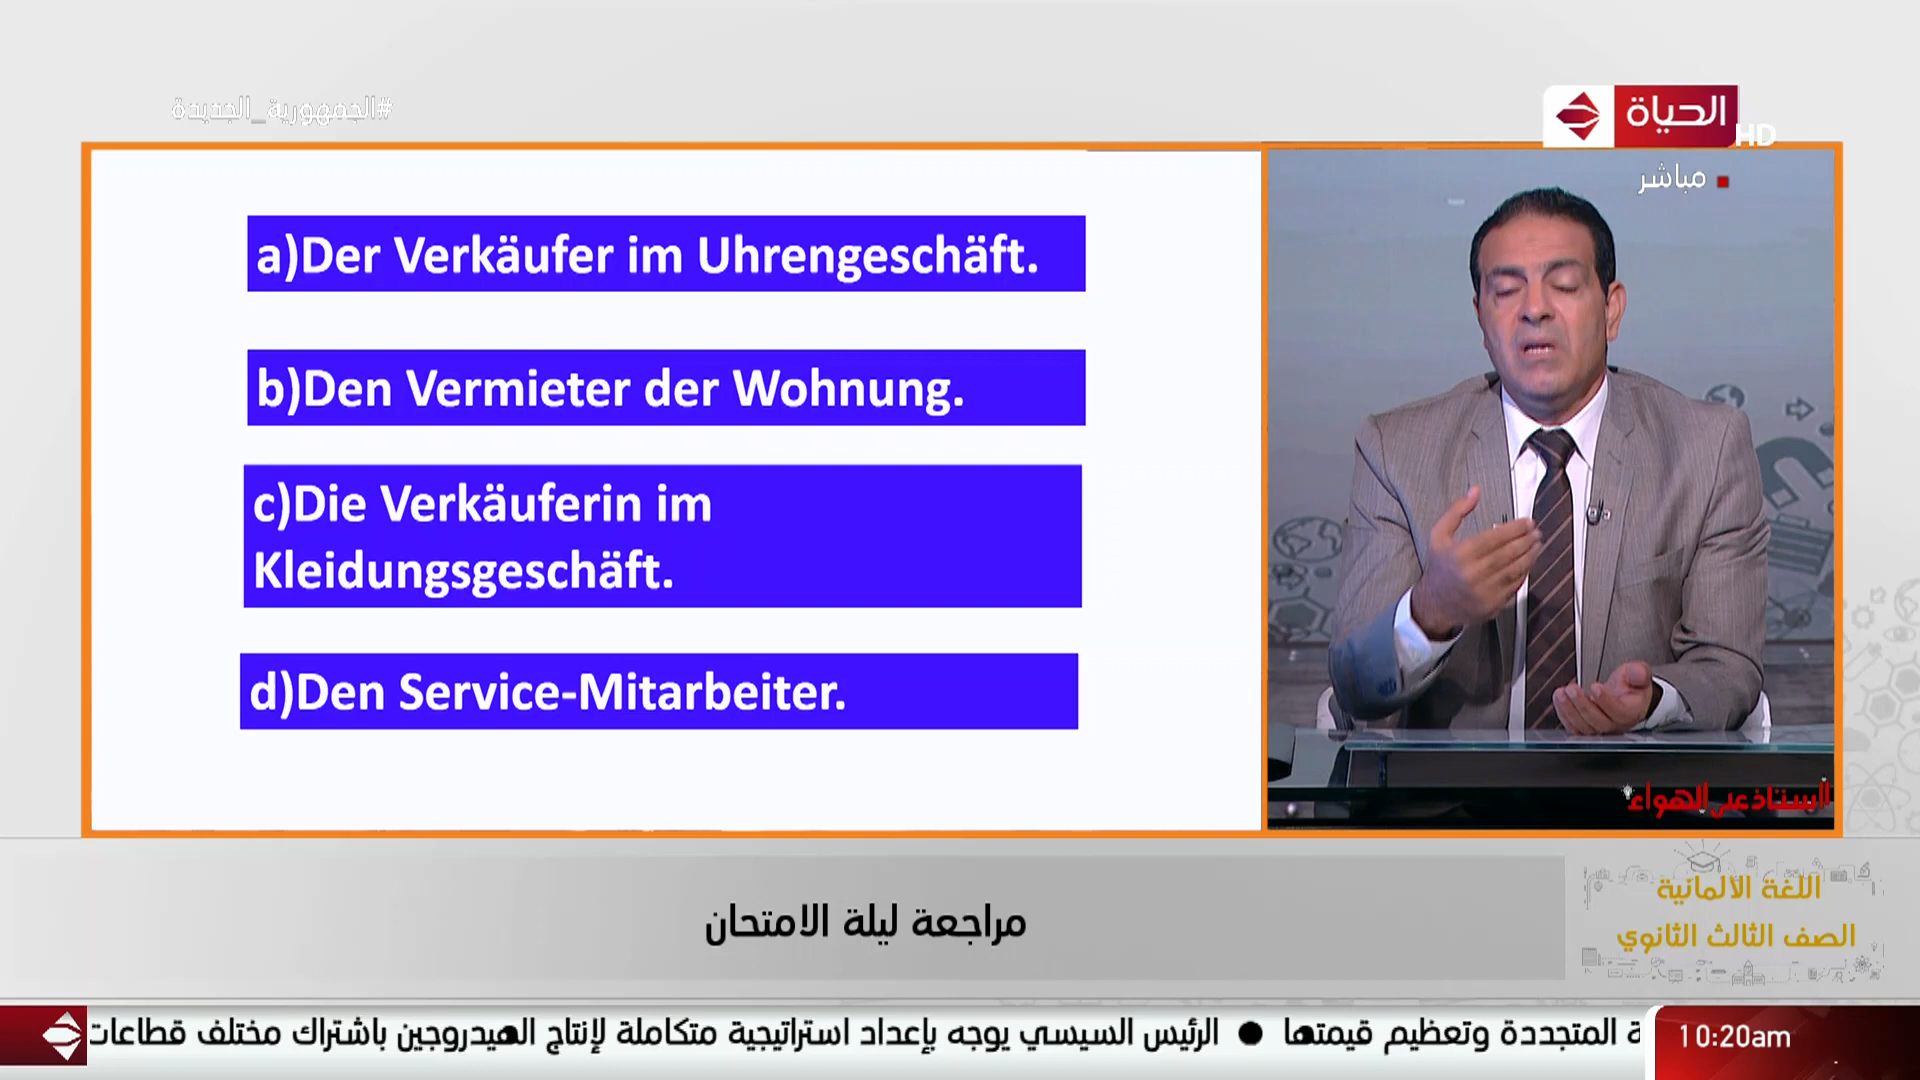 #الجمهورية_الجديدة
الحياة
HD
مباشر
a)Der Verkäufer im Uhrengeschäft.
b)Den Vermieter der Wohnung.
c)Die Verkäuferin im
Kleidungsgeschäft.
d)Den Service-Mitarbeiter.
أستاذ على الهواء
مراجعة ليلة الامتحان
اللغة الألمانية
الصف الثالث الثانوي
ة المتجددة وتعظيم قيمتها ● الرئيس السيسي يوجه بإعداد استراتيجية متكاملة لإنتاج الهيدروجين باشتراك مختلف قطاعات
10:20am